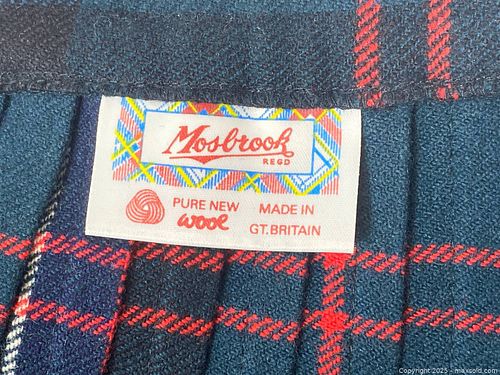 Mosbrook
REGD
PURE NEW
wool
MADE IN
GT. BRITAIN
Copyright 2025 - maxsold.com